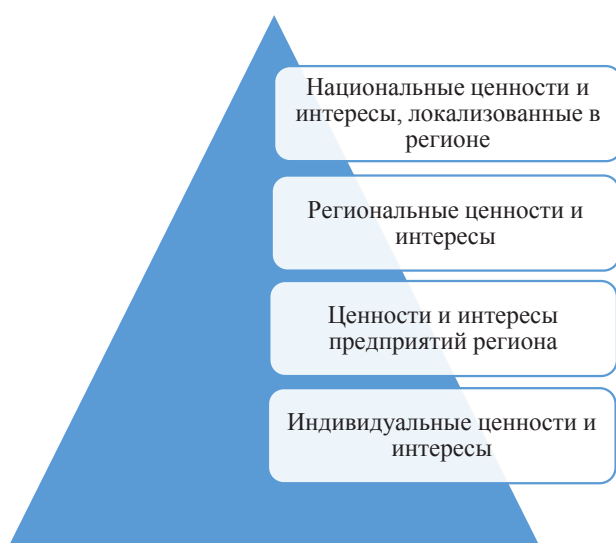 Национальные ценности и
интересы, локализованные в
регионе
Региональные ценности и
интересы
Ценности и интересы
предприятий региона
Индивидуальные ценности и
интересы